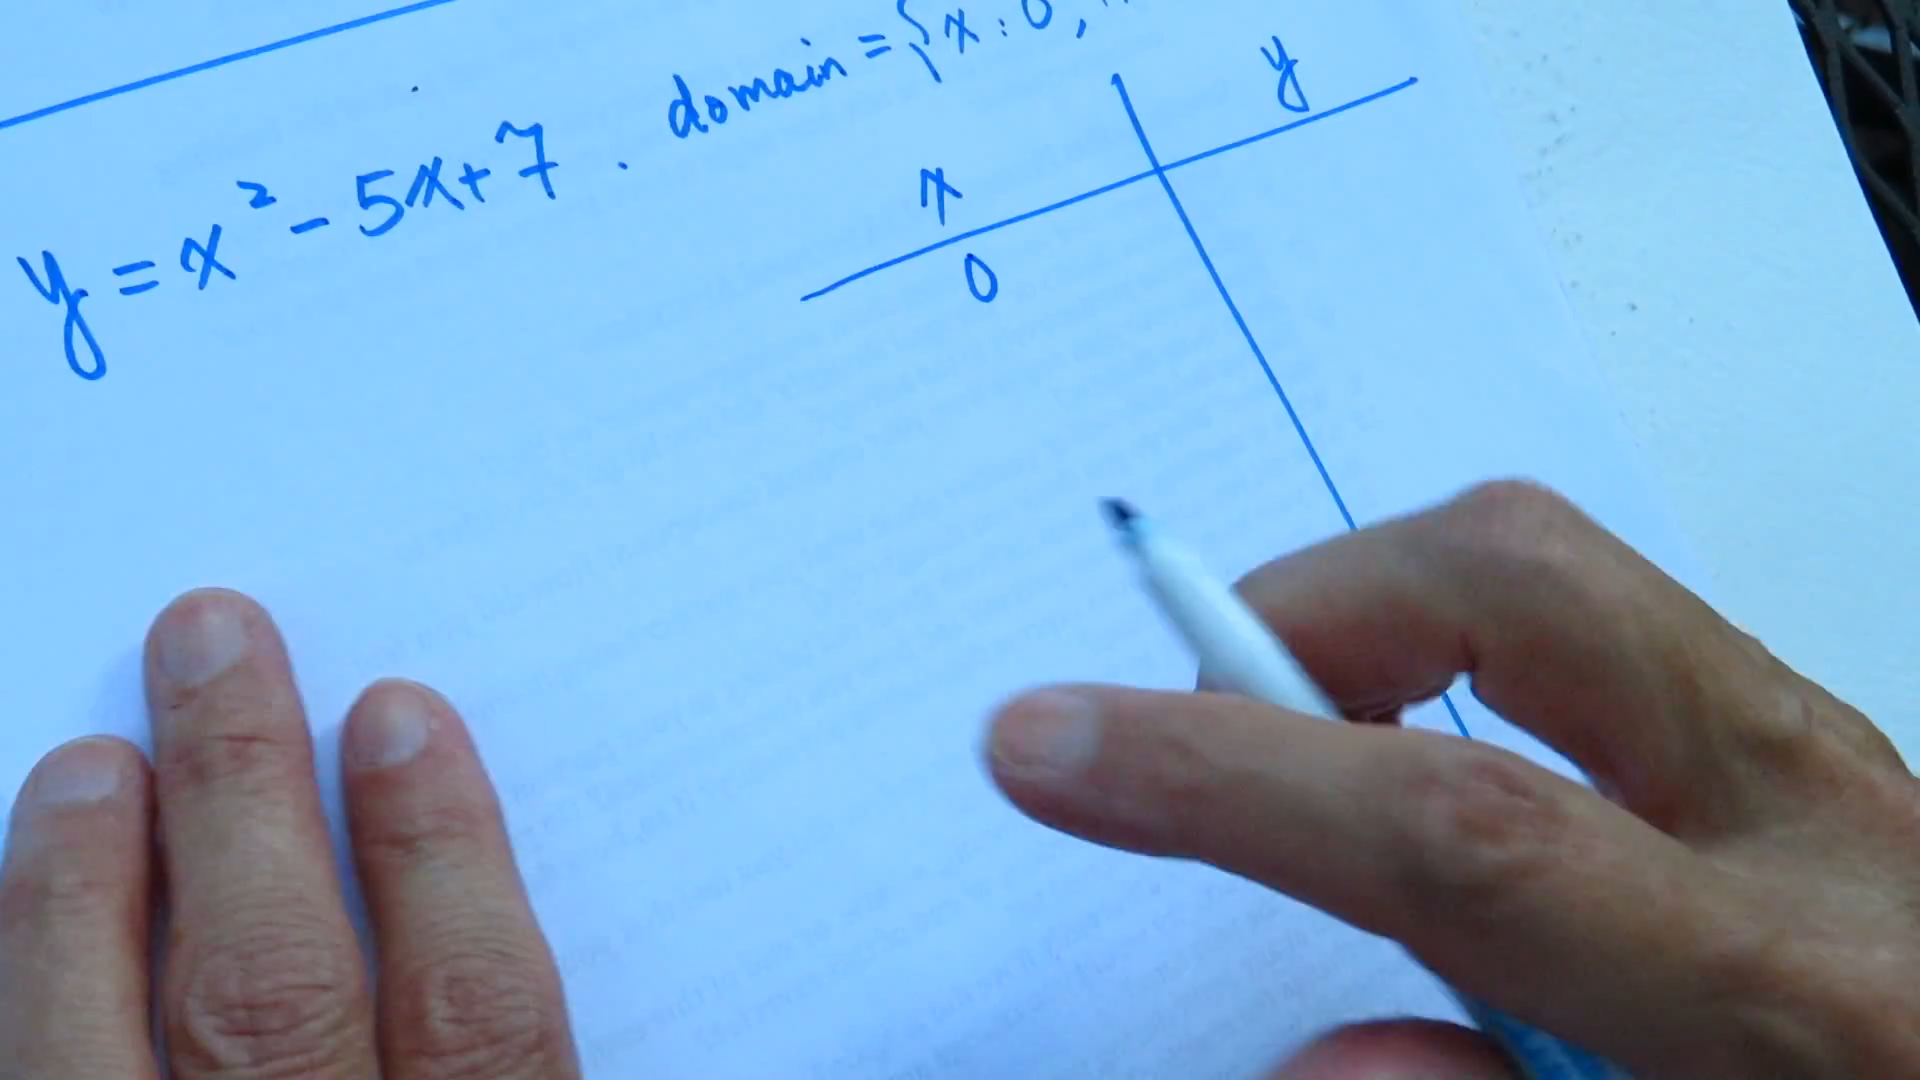 domain = {x : 0,
y = x² - 5x + 7 .
x y
0